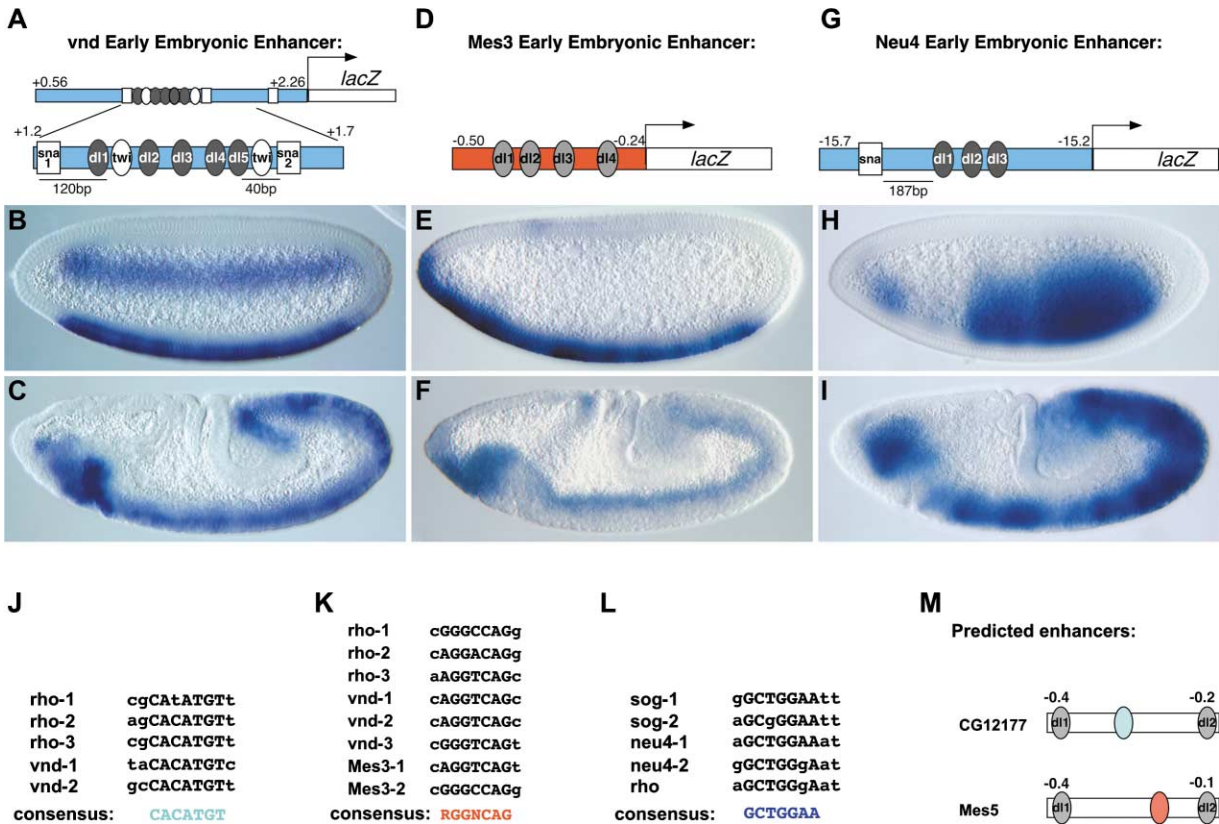 A
vnd Early Embryonic Enhancer:
+0.56
+2.26
lacZ
+1.2
+1.7
sna 1
dl1
twi
dl2
dl3
dl4
dl5
twi
sna 2
120bp
40bp
B
C
D
Mes3 Early Embryonic Enhancer:
-0.50
-0.24
dl1
dl2
dl3
dl4
lacZ
E
F
G
Neu4 Early Embryonic Enhancer:
-15.7
-15.2
sna
dl1
dl2
dl3
lacZ
187bp
H
I
J
rho-1 cgCAtATGTt
rho-2 agCACATGTt
rho-3 cgCACATGTt
vnd-1 taCACATGTc
vnd-2 gcCACATGTt
consensus: CACATGT
K
rho-1 cGGGCCAGg
rho-2 cAGGACAGg
rho-3 aAGGTCAGc
vnd-1 cAGGTCAGc
vnd-2 cAGGTCAGc
vnd-3 cGGGTCAGt
Mes3-1 cAGGTCAGt
Mes3-2 cGGGCCAGg
consensus: RGGNCAG
L
sog-1 gGCTGGAAtt
sog-2 aGCgGGAAtt
neu4-1 aGCTGGAAat
neu4-2 gGCTGGgAat
rho aGCTGGgAat
consensus: GCTGGAA
M
Predicted enhancers:
-0.4
-0.2
CG12177
dl1
dl2
-0.4
-0.1
Mes5
dl1
dl2